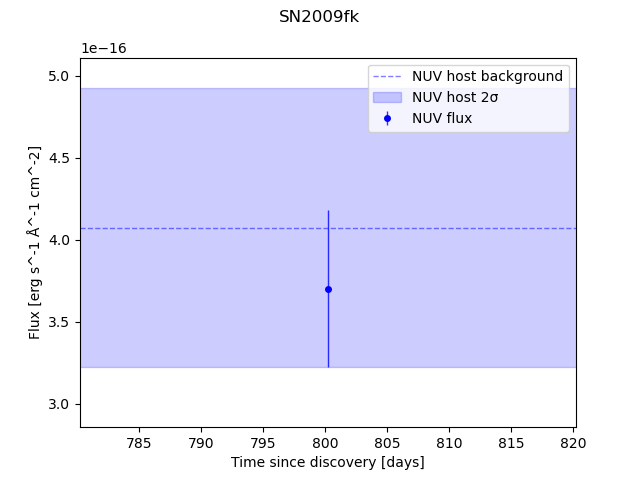 SN2009fk
1e−16
5.0
4.5
4.0
3.5
3.0
Flux [erg s^-1 Å^-1 cm^-2]
NUV host background
NUV host 2σ
NUV flux
785 790 795 800 805 810 815 820
Time since discovery [days]